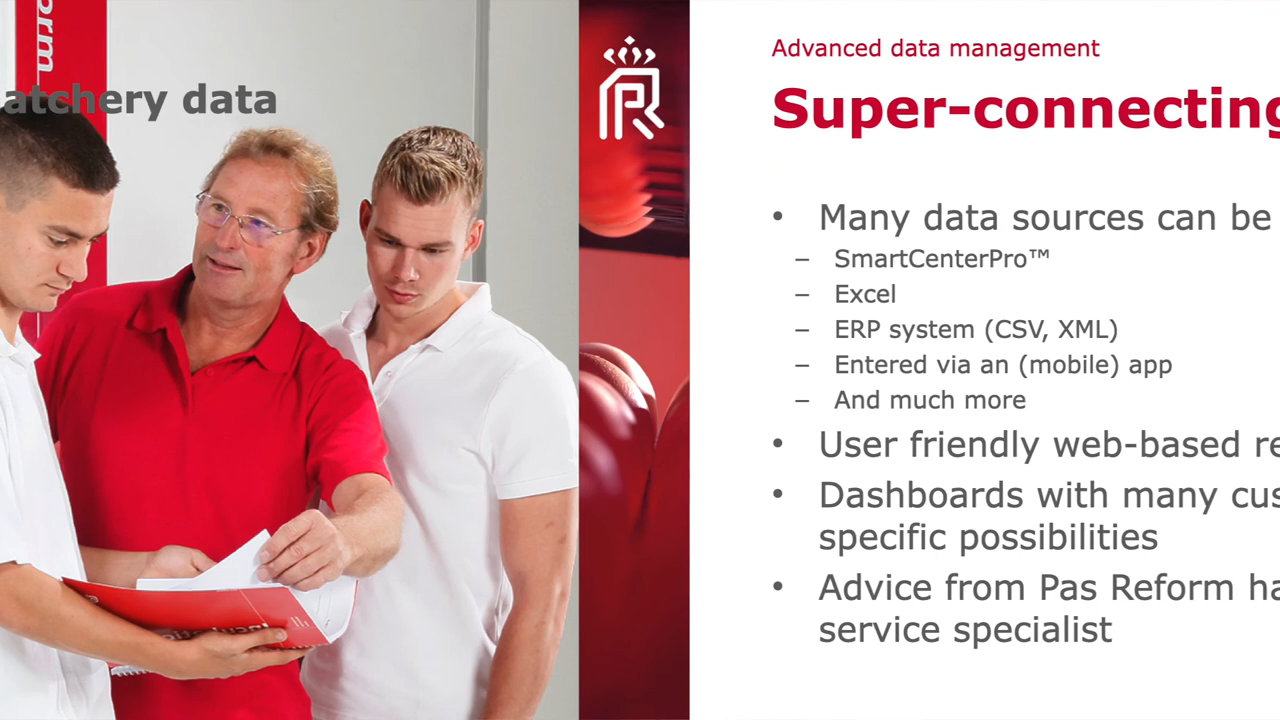 atchery data
Advanced data management
Super-connecting
• Many data sources can be
– SmartCenterPro™
– Excel
– ERP system (CSV, XML)
– Entered via an (mobile) app
– And much more
• User friendly web-based re
• Dashboards with many cus
specific possibilities
• Advice from Pas Reform ha
service specialist